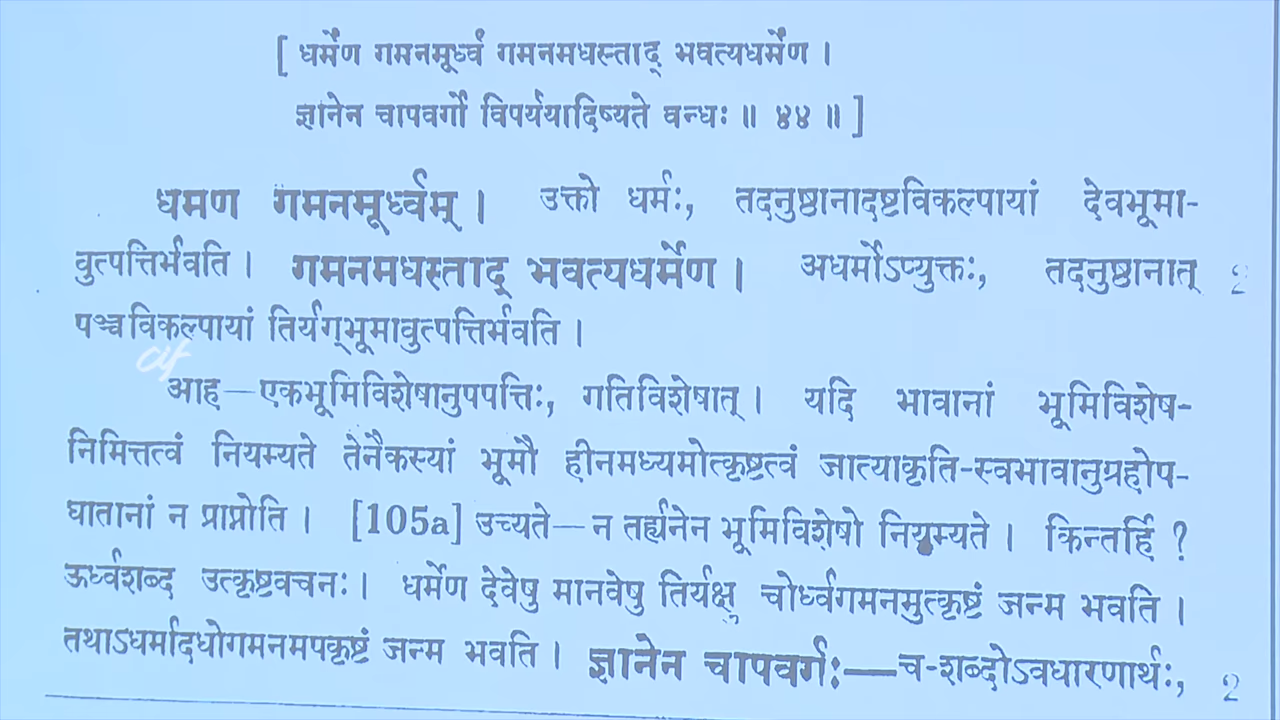 [ धर्मेण गमनमूर्ध्वं गमनमधस्ताद् भवत्यधर्मेण ।
ज्ञानेन चापवर्गो विपर्ययादिष्यते वन्धः ॥ ४४ ॥ ]
धमण गमनमूर्ध्वम् । उक्तो धर्मः, तदनुष्ठानादष्टविकल्पायां देवभूमा-
वुत्पत्तिर्भवति । गमनमधस्ताद् भवत्यधर्मेण । अधर्मोऽप्युक्तः, तदनुष्ठानात् 2
पञ्चविकल्पायां तिर्यग्भूमावुत्पत्तिर्भवति ।
आह—एकभूमिविशेषानुपपत्तिः, गतिविशेषात् । यदि भावानां भूमिविशेष-
निमित्तत्वं नियम्यते तेनैकस्यां भूमौ हीनमध्यमोत्कृष्टत्वं जात्याकृति-स्वभावानुग्रहोप-
घातानां न प्राप्नोति । [105a] उच्यते—न तर्ह्यनेन भूमिविशेषो नियम्यते । किन्तर्हि ?
ऊर्ध्वशब्द उत्कृष्टवचनः । धर्मेण देवेषु मानवेषु तिर्यक्षु चोर्ध्वगमनमुत्कृष्टं जन्म भवति ।
तथाऽधर्मादधोगमनमपकृष्टं जन्म भवति । ज्ञानेन चापवर्गः—च-शब्दोऽवधारणार्थः, 2